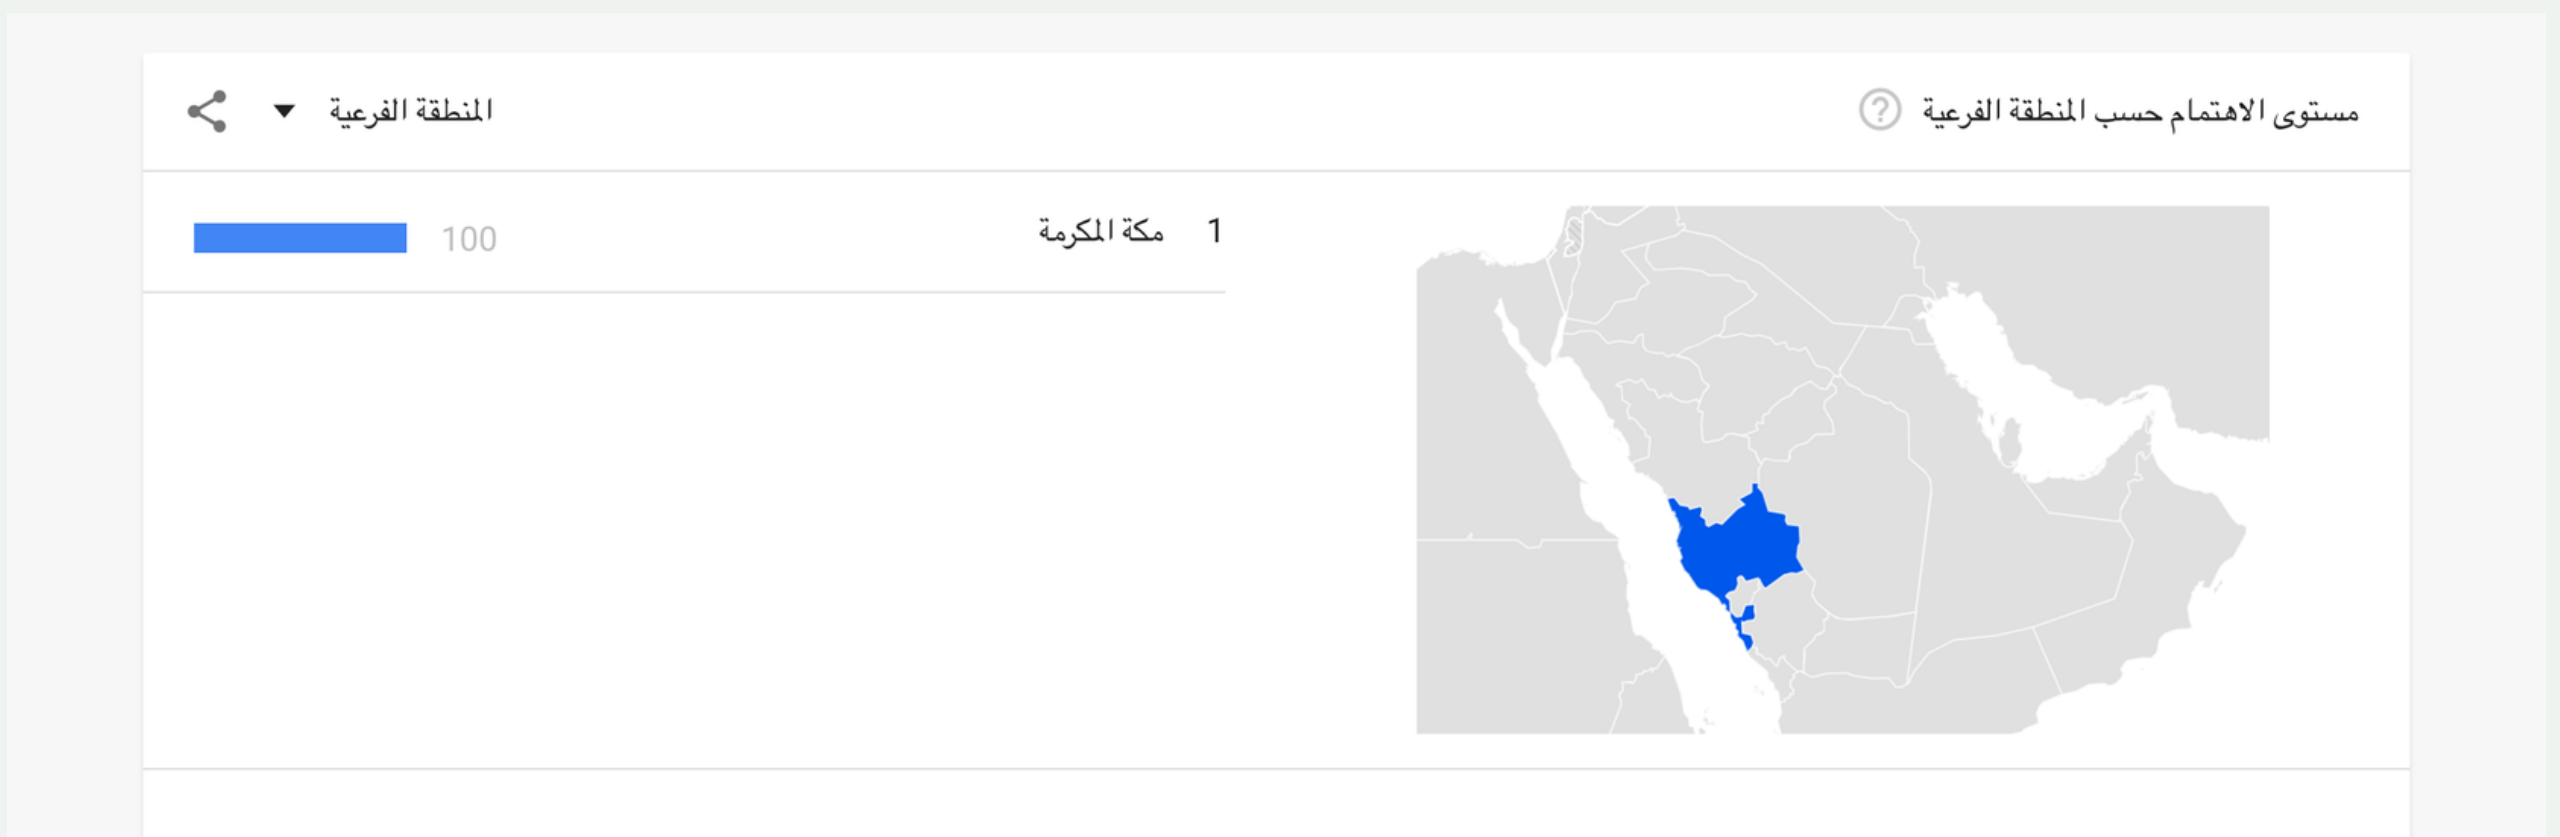 مستوى الاهتمام حسب المنطقة الفرعية ?
المنطقة الفرعية
1 مكة المكرمة 100